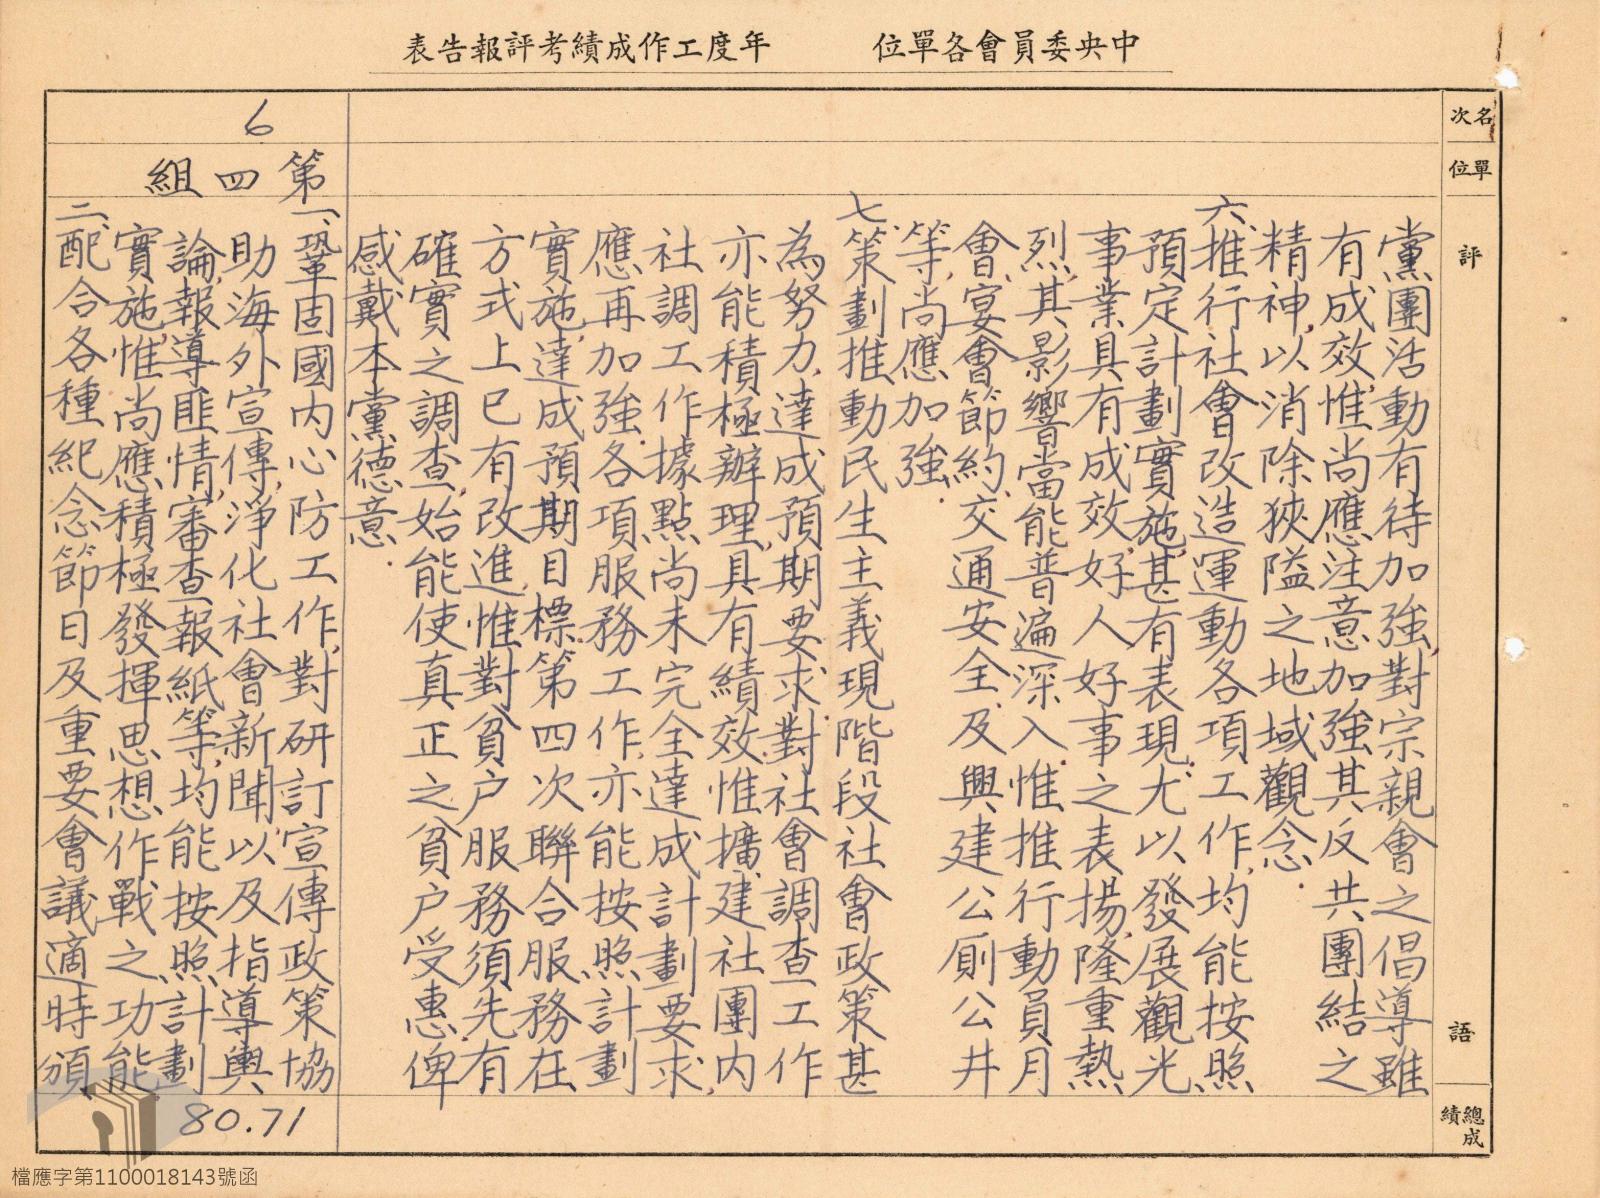 中央委員會各單位　　年度工作成績考評報告表
名次
單位
評語
總成績
黨團活動有待加強，對宗親會之倡導雖
有成效，惟尚應注意加強其反共團結之
精神，以消除狹隘之地域觀念。
六、推行社會改造運動各項工作，均能按照
預定計劃實施，甚有表現，尤以發展觀光
事業具有成效，好人好事之表揚，隆重熱
烈，其影響當能普遍深入，惟推行動員月
會、宴會節約、交通安全、及興建公廁公井
等，尚應加強。
七、策劃推動民生主義現階段社會政策甚
為努力，達成預期要求，對社會調查工作
亦能積極辦理，具有績效，惟擴建社團內
社調工作據點尚未完全達成計劃要求，
應再加強，各項服務工作，亦能按照計劃
實施，達成預期目標，第四次聯合服務在
方式上已有改進，惟對貧户服務須先有
確實之調查，始能使真正之貧户受惠，俾
感戴本黨德意。
6
第四組
一、鞏固國內心防工作，對研訂宣傳政策，協
助海外宣傳，淨化社會新聞，以及指導輿
論，報導匪情，審查報紙等，均能按照計劃
實施，惟尚應積極發揮思想作戰之功能
二、配合各種紀念節日及重要會議適時頒
80.71
檔應字第1100018143號函